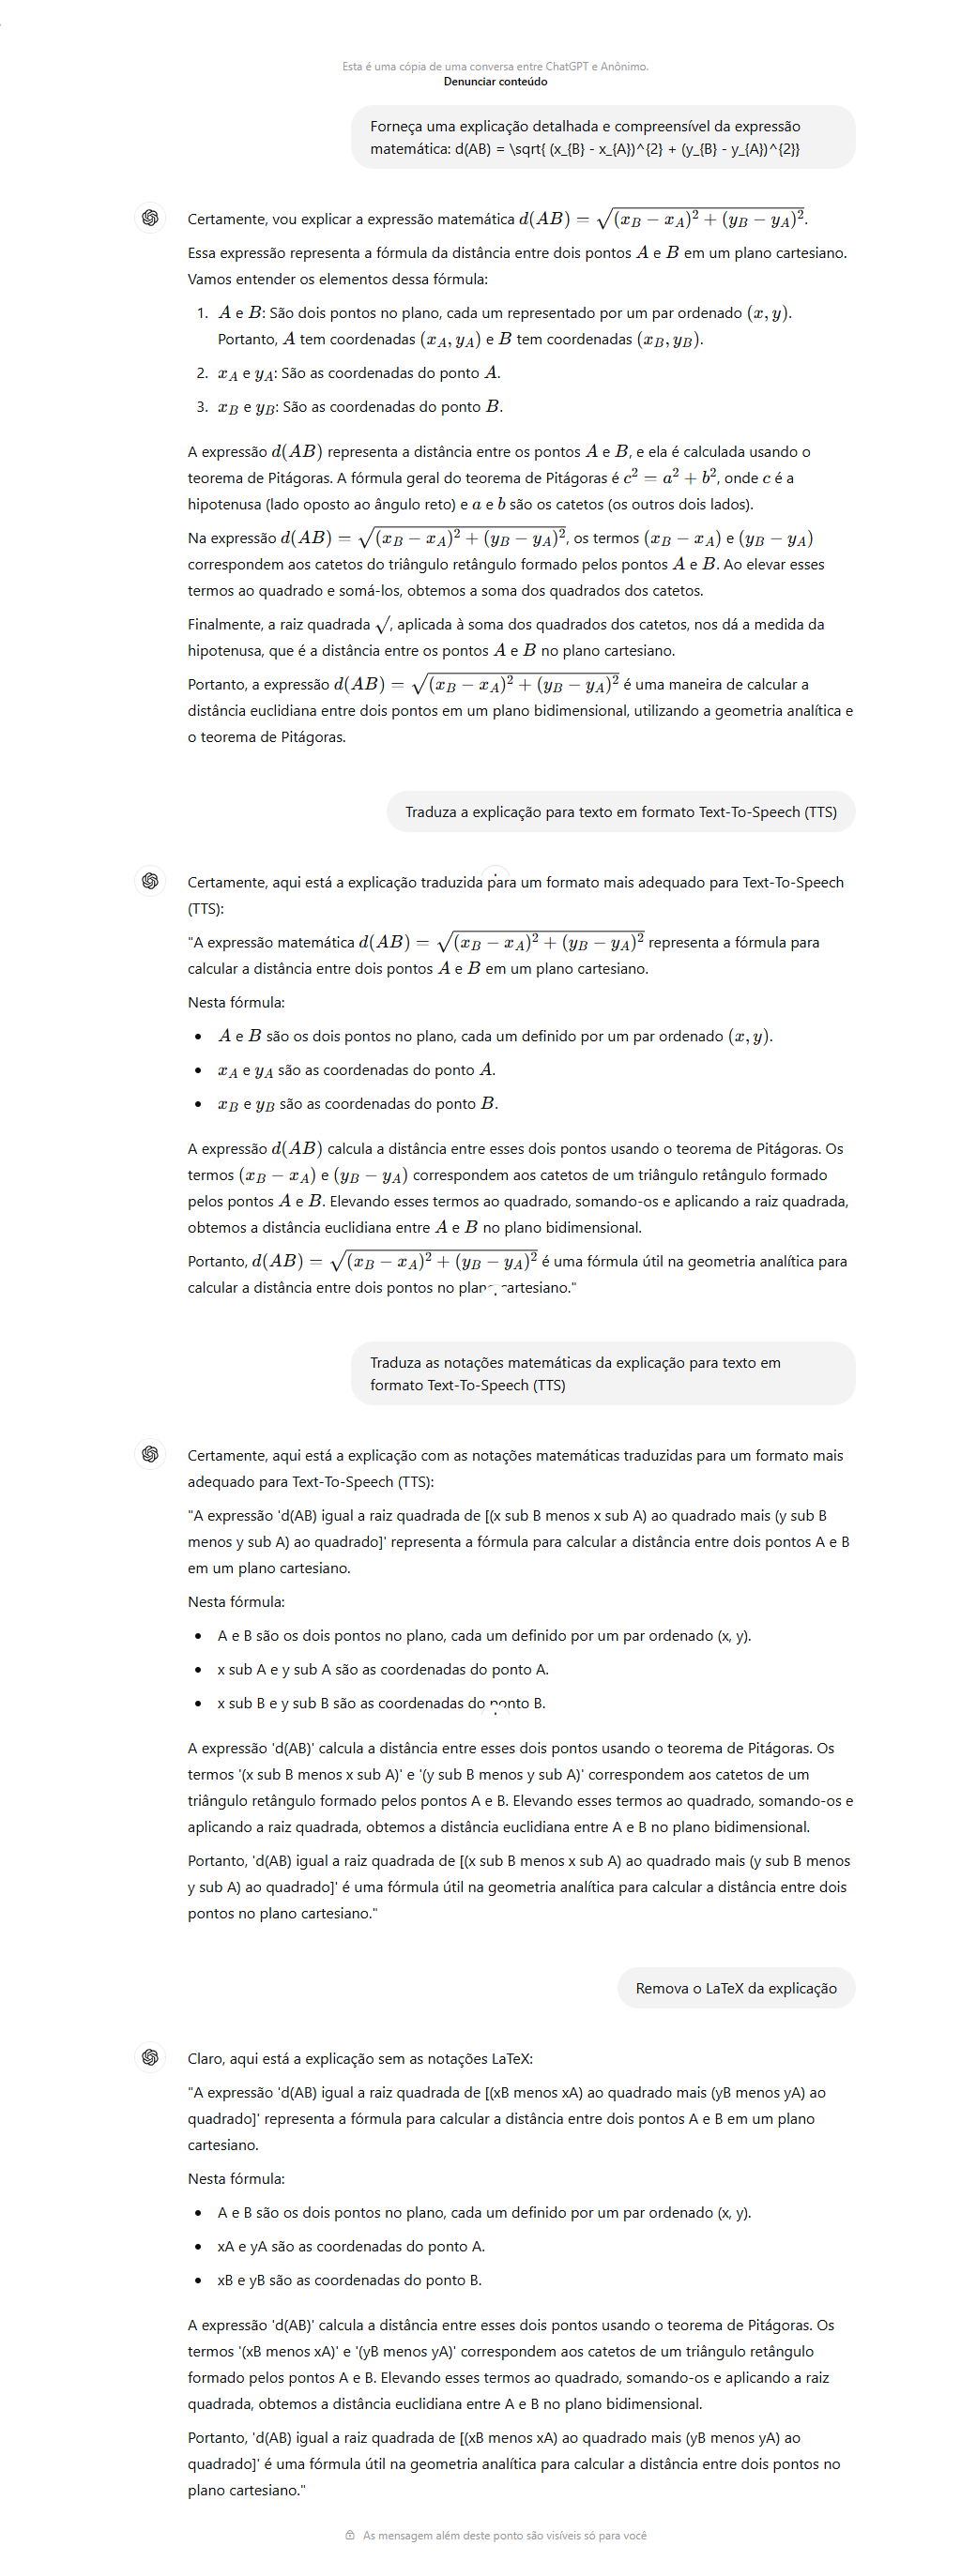 Esta é uma cópia de uma conversa entre ChatGPT e Anônimo.
Denunciar conteúdo
Forneça uma explicação detalhada e compreensível da expressão
matemática: d(AB) = \sqrt{ (x_{B} - x_{A})^{2} + (y_{B} - y_{A})^{2}}
Certamente, vou explicar a expressão matemática d(AB) = √(x_B − x_A)² + (y_B − y_A)².
Essa expressão representa a fórmula da distância entre dois pontos A e B em um plano cartesiano.
Vamos entender os elementos dessa fórmula:
1. A e B: São dois pontos no plano, cada um representado por um par ordenado (x, y).
Portanto, A tem coordenadas (x_A, y_A) e B tem coordenadas (x_B, y_B).
2. x_A e y_A: São as coordenadas do ponto A.
3. x_B e y_B: São as coordenadas do ponto B.
A expressão d(AB) representa a distância entre os pontos A e B, e ela é calculada usando o
teorema de Pitágoras. A fórmula geral do teorema de Pitágoras é c² = a² + b², onde c é a
hipotenusa (lado oposto ao ângulo reto) e a e b são os catetos (os outros dois lados).
Na expressão d(AB) = √(x_B − x_A)² + (y_B − y_A)², os termos (x_B − x_A) e (y_B − y_A)
correspondem aos catetos do triângulo retângulo formado pelos pontos A e B. Ao elevar esses
termos ao quadrado e somá-los, obtemos a soma dos quadrados dos catetos.
Finalmente, a raiz quadrada √, aplicada à soma dos quadrados dos catetos, nos dá a medida da
hipotenusa, que é a distância entre os pontos A e B no plano cartesiano.
Portanto, a expressão d(AB) = √(x_B − x_A)² + (y_B − y_A)² é uma maneira de calcular a
distância euclidiana entre dois pontos em um plano bidimensional, utilizando a geometria analítica e
o teorema de Pitágoras.
Traduza a explicação para texto em formato Text-To-Speech (TTS)
Certamente, aqui está a explicação traduzida para um formato mais adequado para Text-To-Speech
(TTS):
"A expressão matemática d(AB) = √(x_B − x_A)² + (y_B − y_A)² representa a fórmula para
calcular a distância entre dois pontos A e B em um plano cartesiano.
Nesta fórmula:
• A e B são os dois pontos no plano, cada um definido por um par ordenado (x, y).
• x_A e y_A são as coordenadas do ponto A.
• x_B e y_B são as coordenadas do ponto B.
A expressão d(AB) calcula a distância entre esses dois pontos usando o teorema de Pitágoras. Os
termos (x_B − x_A) e (y_B − y_A) correspondem aos catetos de um triângulo retângulo formado
pelos pontos A e B. Elevando esses termos ao quadrado, somando-os e aplicando a raiz quadrada,
obtemos a distância euclidiana entre A e B no plano bidimensional.
Portanto, d(AB) = √(x_B − x_A)² + (y_B − y_A)² é uma fórmula útil na geometria analítica para
calcular a distância entre dois pontos no plano cartesiano."
Traduza as notações matemáticas da explicação para texto em
formato Text-To-Speech (TTS)
Certamente, aqui está a explicação com as notações matemáticas traduzidas para um formato mais
adequado para Text-To-Speech (TTS):
"A expressão 'd(AB) igual a raiz quadrada de [(x sub B menos x sub A) ao quadrado mais (y sub B
menos y sub A) ao quadrado]' representa a fórmula para calcular a distância entre dois pontos A e B
em um plano cartesiano.
Nesta fórmula:
• A e B são os dois pontos no plano, cada um definido por um par ordenado (x, y).
• x sub A e y sub A são as coordenadas do ponto A.
• x sub B e y sub B são as coordenadas do ponto B.
A expressão 'd(AB)' calcula a distância entre esses dois pontos usando o teorema de Pitágoras. Os
termos '(x sub B menos x sub A)' e '(y sub B menos y sub A)' correspondem aos catetos de um
triângulo retângulo formado pelos pontos A e B. Elevando esses termos ao quadrado, somando-os e
aplicando a raiz quadrada, obtemos a distância euclidiana entre A e B no plano bidimensional.
Portanto, 'd(AB) igual a raiz quadrada de [(x sub B menos x sub A) ao quadrado mais (y sub B menos
y sub A) ao quadrado]' é uma fórmula útil na geometria analítica para calcular a distância entre dois
pontos no plano cartesiano."
Remova o LaTeX da explicação
Claro, aqui está a explicação sem as notações LaTeX:
"A expressão 'd(AB) igual a raiz quadrada de [(xB menos xA) ao quadrado mais (yB menos yA) ao
quadrado]' representa a fórmula para calcular a distância entre dois pontos A e B em um plano
cartesiano.
Nesta fórmula:
• A e B são os dois pontos no plano, cada um definido por um par ordenado (x, y).
• xA e yA são as coordenadas do ponto A.
• xB e yB são as coordenadas do ponto B.
A expressão 'd(AB)' calcula a distância entre esses dois pontos usando o teorema de Pitágoras. Os
termos '(xB menos xA)' e '(yB menos yA)' correspondem aos catetos de um triângulo retângulo
formado pelos pontos A e B. Elevando esses termos ao quadrado, somando-os e aplicando a raiz
quadrada, obtemos a distância euclidiana entre A e B no plano bidimensional.
Portanto, 'd(AB) igual a raiz quadrada de [(xB menos xA) ao quadrado mais (yB menos yA) ao
quadrado]' é uma fórmula útil na geometria analítica para calcular a distância entre dois pontos no
plano cartesiano."
As mensagem além deste ponto são visíveis só para você